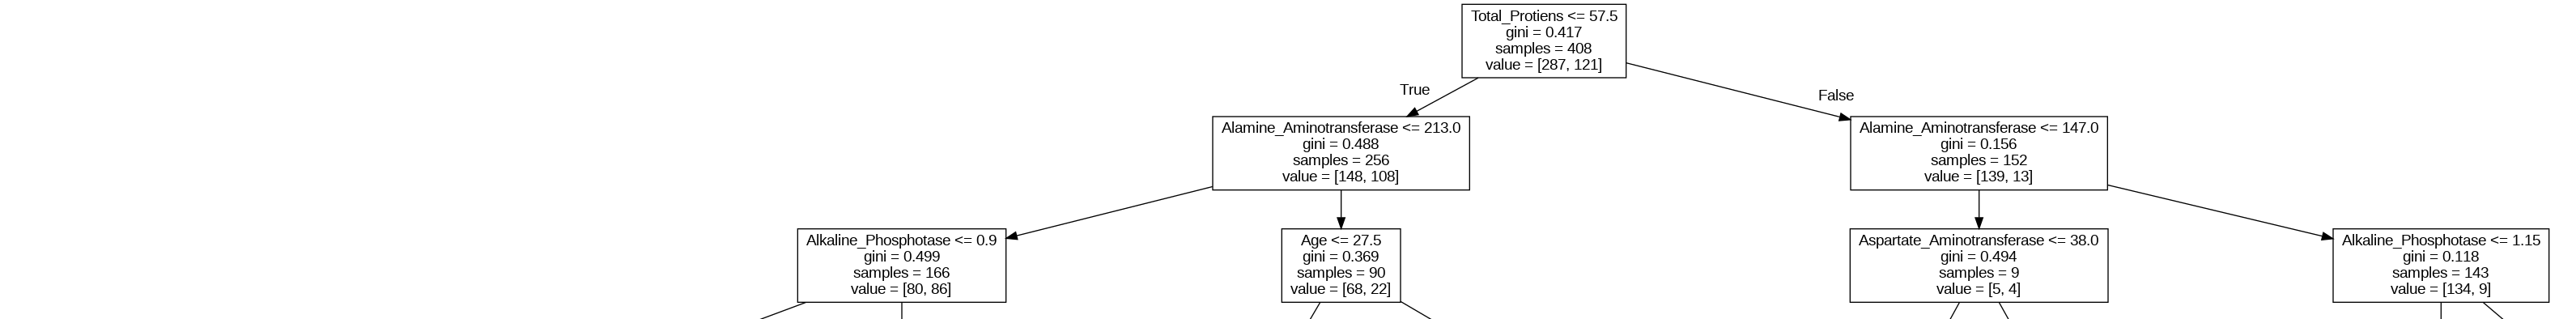 Total_Protiens <= 57.5
gini = 0.417
samples = 408
value = [287, 121]
True
False
Alamine_Aminotransferase <= 213.0
gini = 0.488
samples = 256
value = [148, 108]
Alamine_Aminotransferase <= 147.0
gini = 0.156
samples = 152
value = [139, 13]
Alkaline_Phosphotase <= 0.9
gini = 0.499
samples = 166
value = [80, 86]
Age <= 27.5
gini = 0.369
samples = 90
value = [68, 22]
Aspartate_Aminotransferase <= 38.0
gini = 0.494
samples = 9
value = [5, 4]
Alkaline_Phosphotase <= 1.15
gini = 0.118
samples = 143
value = [134, 9]